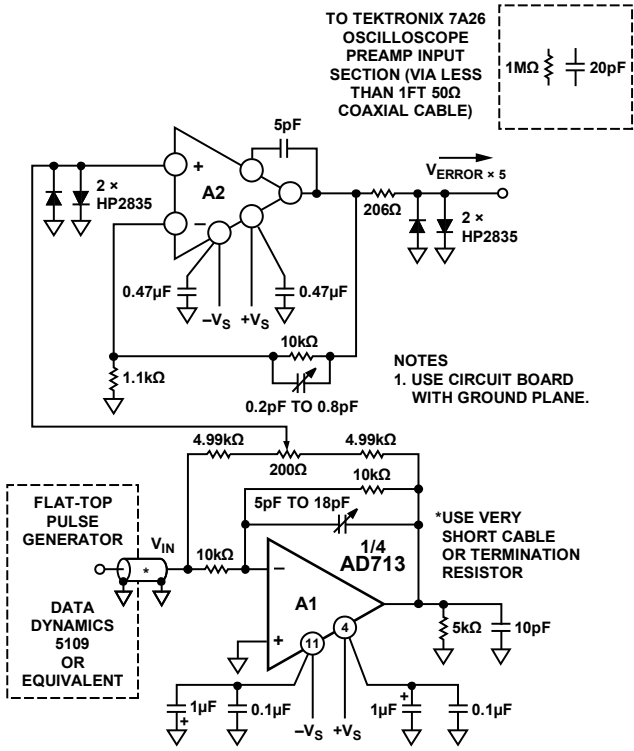 TO TEKTRONIX 7A26
OSCILLOSCOPE
PREAMP INPUT
SECTION (VIA LESS
THAN 1FT 50Ω
COAXIAL CABLE)
1MΩ
20pF
5pF
+
A2
−
2 ×
HP2835
VERROR × 5
206Ω
2 ×
HP2835
0.47µF
0.47µF
–VS
+VS
10kΩ
1.1kΩ
0.2pF TO 0.8pF
NOTES
1. USE CIRCUIT BOARD
WITH GROUND PLANE.
4.99kΩ
4.99kΩ
200Ω
10kΩ
5pF TO 18pF
FLAT-TOP
PULSE
GENERATOR
VIN
*
10kΩ
DATA
DYNAMICS
5109
OR
EQUIVALENT
−
1/4
AD713
A1
+
11
4
*USE VERY
SHORT CABLE
OR TERMINATION
RESISTOR
5kΩ
10pF
1µF
+
0.1µF
–VS
+VS
1µF
+
0.1µF